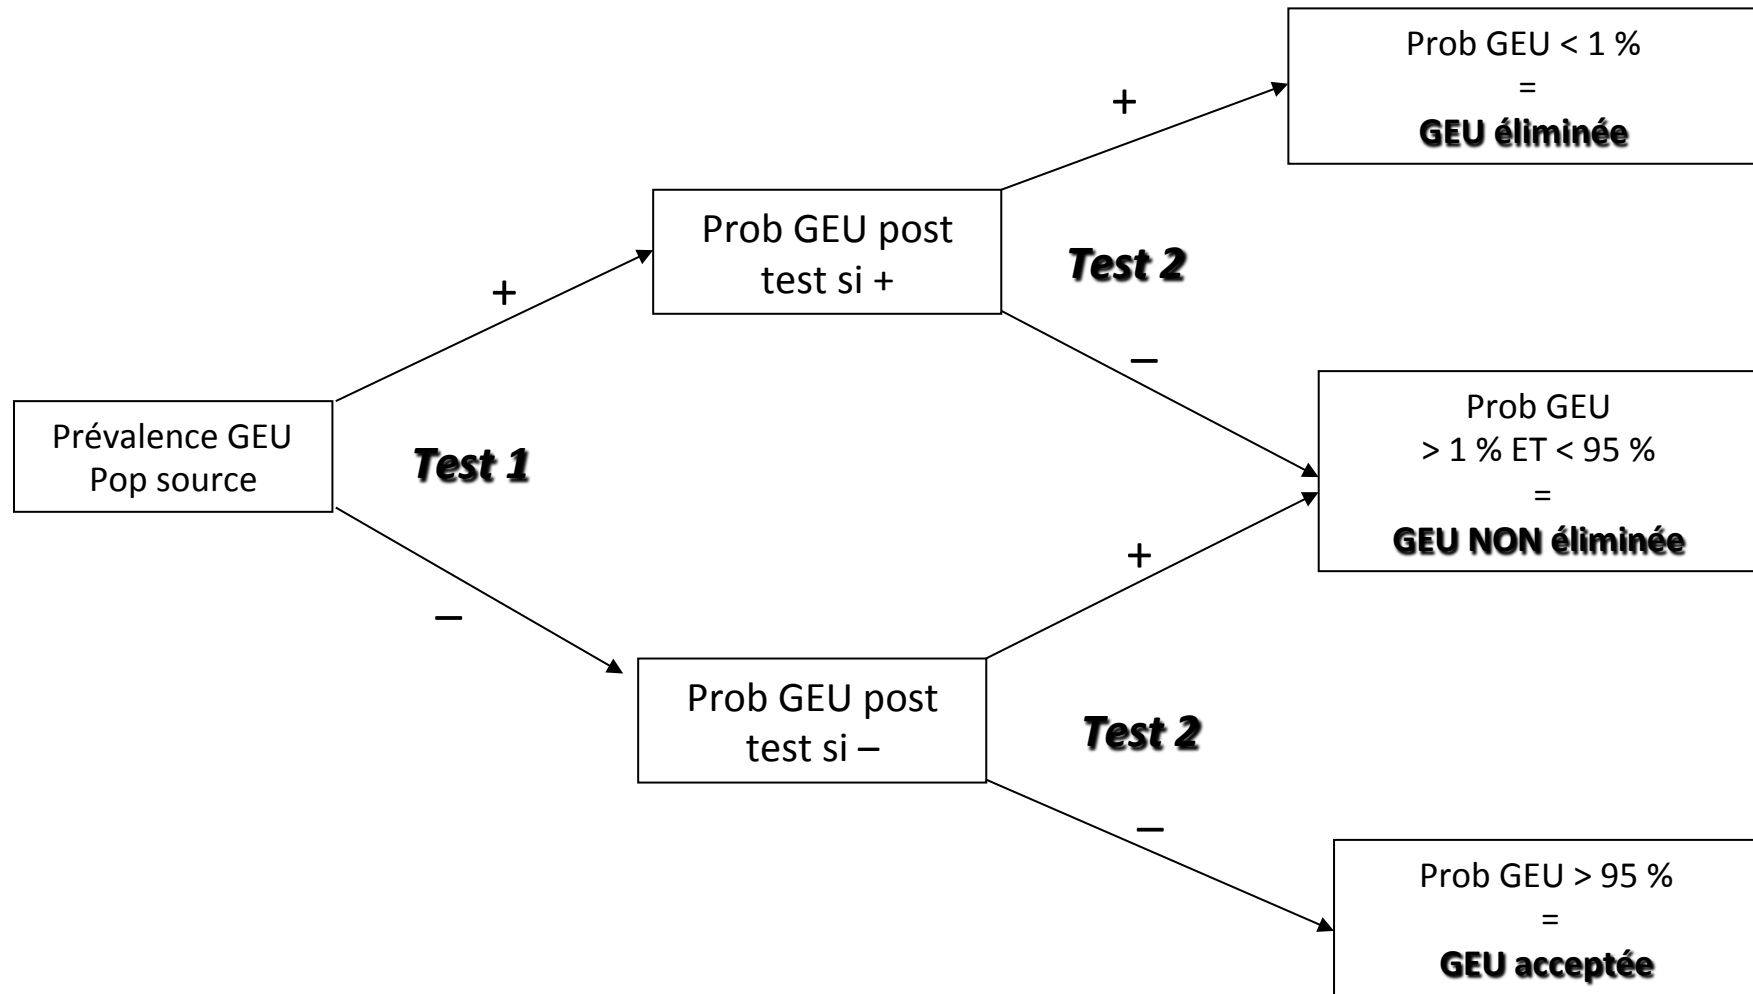 Prob GEU < 1 %
=
GEU éliminée
+
Prob GEU post
test si +
Test 2
+
–
Prévalence GEU
Pop source
Test 1
Prob GEU
> 1 % ET < 95 %
=
GEU NON éliminée
+
–
Prob GEU post
test si –
Test 2
–
Prob GEU > 95 %
=
GEU acceptée